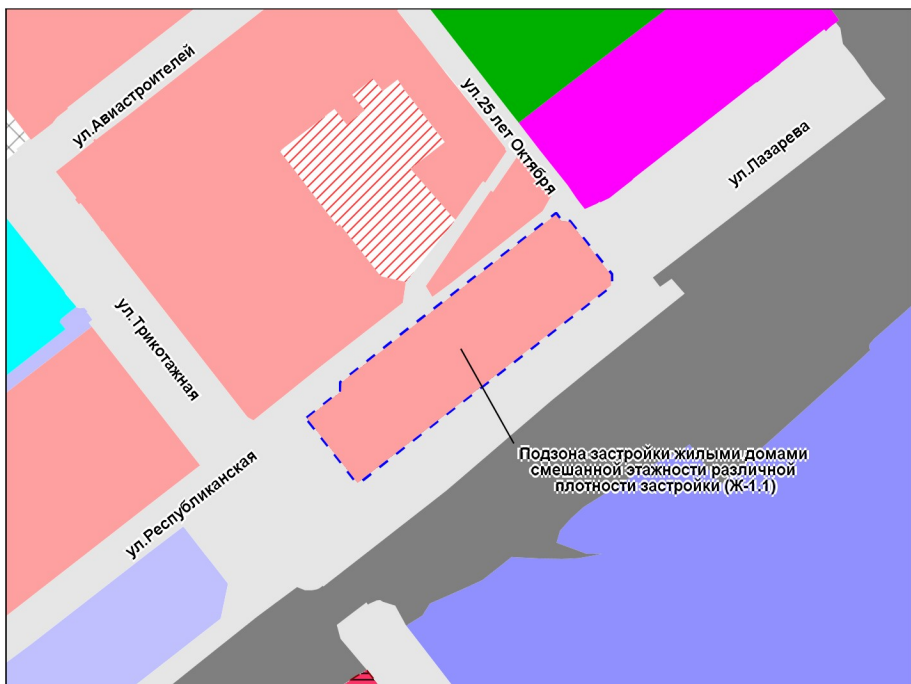 ул.Авиастроителей
ул.25 лет Октября
ул.Лазарева
ул.Трикотажная
Подзона застройки жилыми домами
смешанной этажности различной
плотности застройки (Ж-1.1)
ул.Республиканская